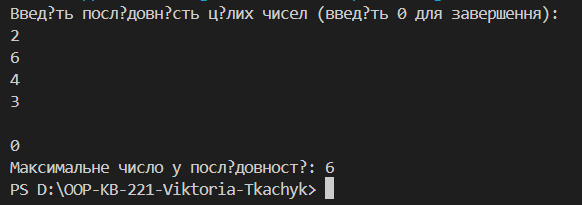 Введ?ть посл?довн?сть ц?лих чисел (введ?ть 0 для завершення):
2
6
4
3
0
Максимальне число у посл?довност?: 6
PS D:\OOP-KB-221-Viktoria-Tkachyk>